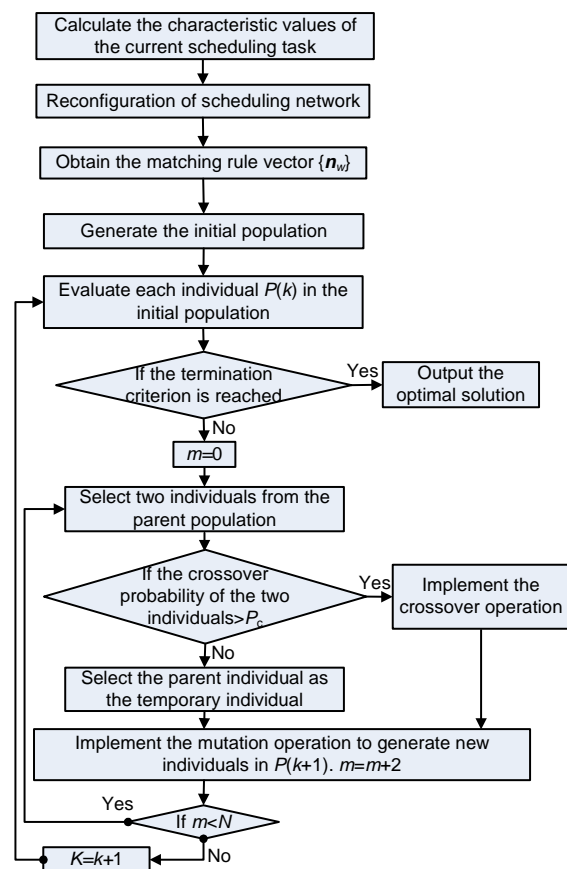 Calculate the characteristic values of
the current scheduling task
Reconfiguration of scheduling network
Obtain the matching rule vector {nw}
Generate the initial population
Evaluate each individual P(k) in the
initial population
If the termination
criterion is reached
Yes
Output the
optimal solution
No
m=0
Select two individuals from the
parent population
If the crossover
probability of the two
individuals>Pc
Yes
Implement the
crossover operation
No
Select the parent individual as
the temporary individual
Implement the mutation operation to generate new
individuals in P(k+1). m=m+2
Yes
If m<N
No
K=k+1